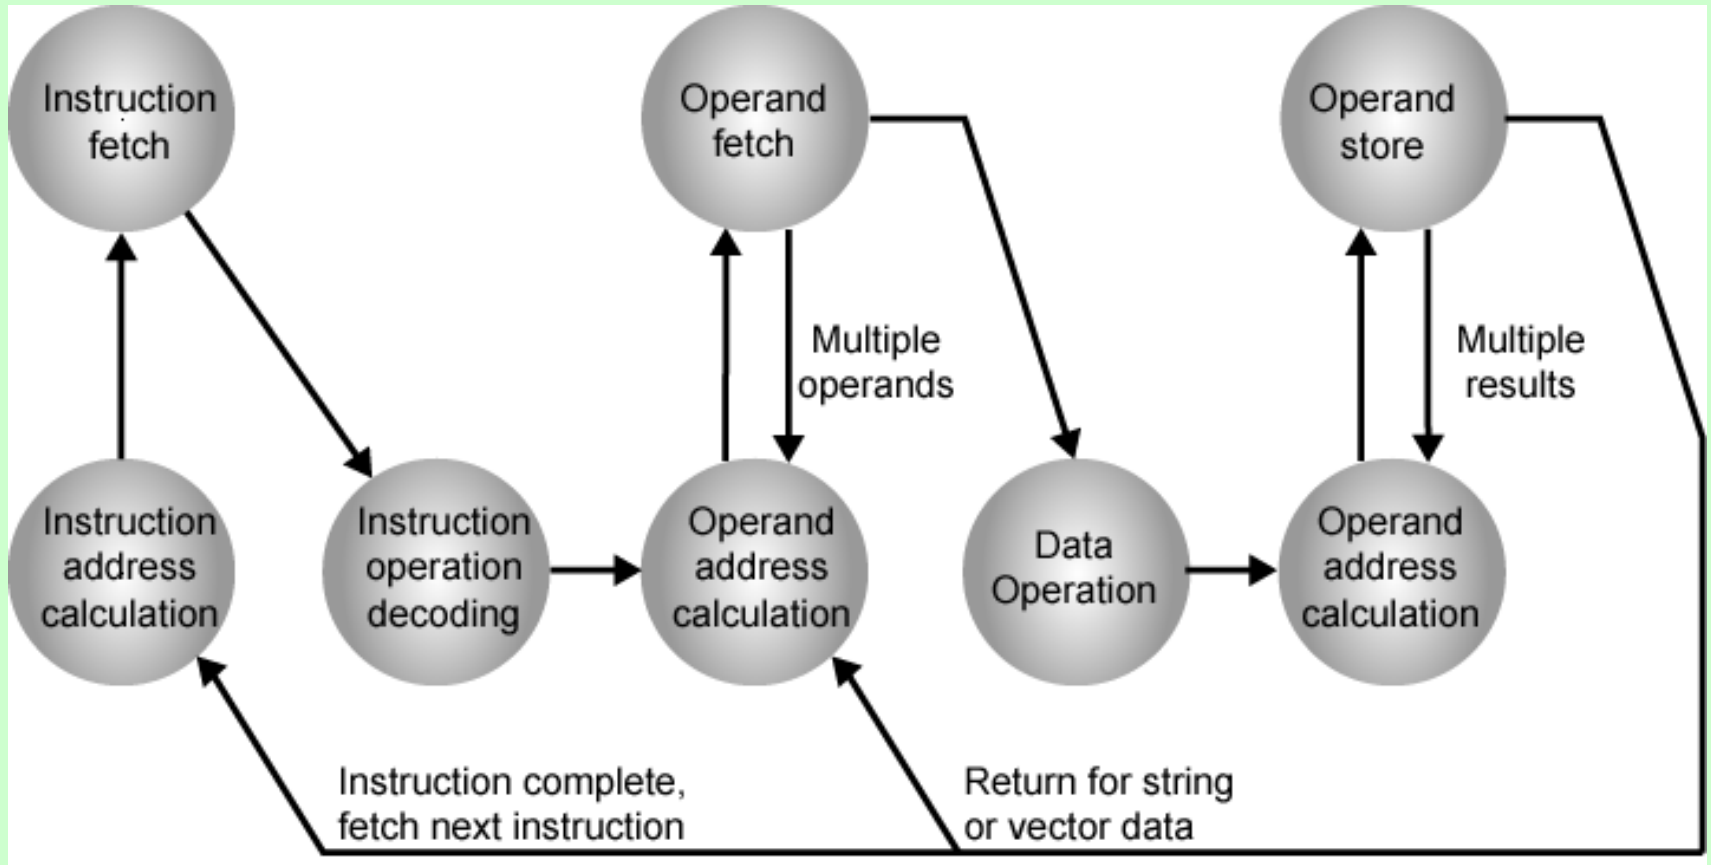 Instruction
fetch
Operand
fetch
Operand
store
Multiple
operands
Multiple
results
Instruction
address
calculation
Instruction
operation
decoding
Operand
address
calculation
Data
Operation
Operand
address
calculation
Instruction complete,
fetch next instruction
Return for string
or vector data